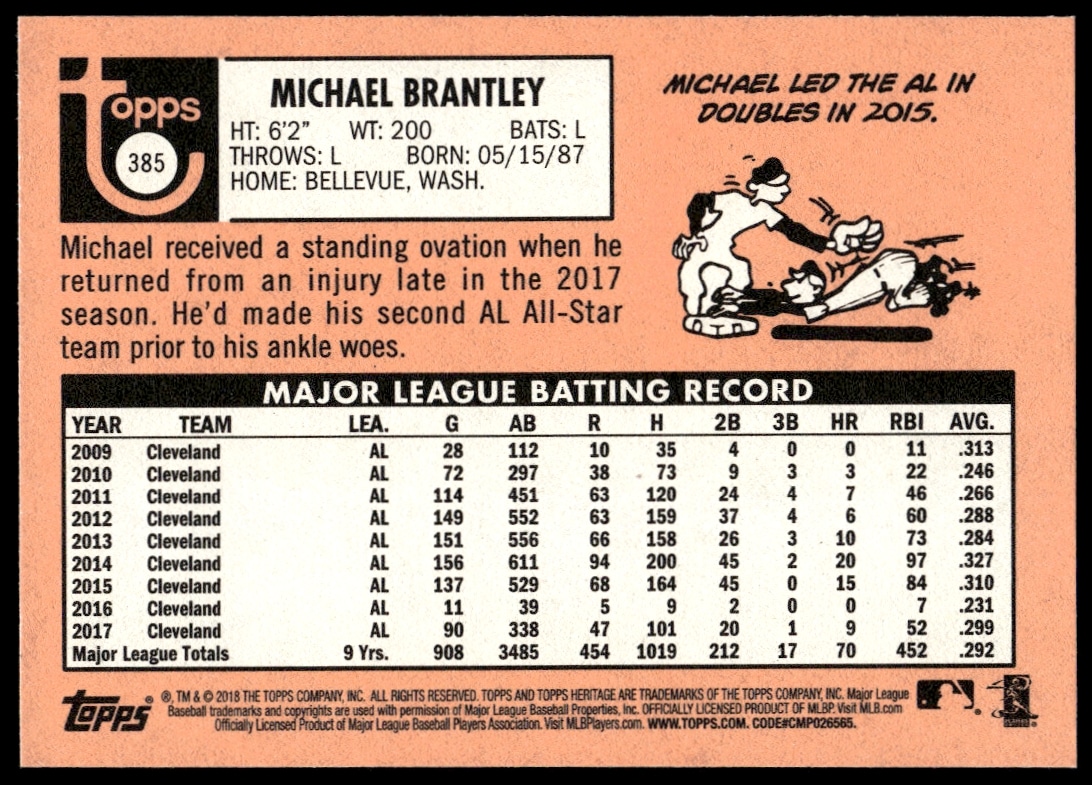 Topps
385
MICHAEL BRANTLEY
HT: 6'2" WT: 200 BATS: L
THROWS: L BORN: 05/15/87
HOME: BELLEVUE, WASH.
MICHAEL LED THE AL IN
DOUBLES IN 2015.
Michael received a standing ovation when he
returned from an injury late in the 2017
season. He'd made his second AL All-Star
team prior to his ankle woes.
MAJOR LEAGUE BATTING RECORD
YEAR TEAM LEA. G AB R H 2B 3B HR RBI AVG.
2009 Cleveland AL 28 112 10 35 4 0 0 11 .313
2010 Cleveland AL 72 297 38 73 9 3 3 22 .246
2011 Cleveland AL 114 451 63 120 24 4 7 46 .266
2012 Cleveland AL 149 552 63 159 37 4 6 60 .288
2013 Cleveland AL 151 556 66 158 26 3 10 73 .284
2014 Cleveland AL 156 611 94 200 45 2 20 97 .327
2015 Cleveland AL 137 529 68 164 45 0 15 84 .310
2016 Cleveland AL 11 39 5 9 2 0 0 7 .231
2017 Cleveland AL 90 338 47 101 20 1 9 52 .299
Major League Totals 9 Yrs. 908 3485 454 1019 212 17 70 452 .292
Topps® ®, TM & © 2018 THE TOPPS COMPANY, INC. ALL RIGHTS RESERVED. TOPPS AND TOPPS HERITAGE ARE TRADEMARKS OF THE TOPPS COMPANY, INC. Major League
Baseball trademarks and copyrights are used with permission of Major League Baseball Properties, Inc. OFFICIALLY LICENSED PRODUCT OF MLBP. Visit MLB.com
Officially Licensed Product of Major League Baseball Players Association. Visit MLBPlayers.com. WWW.TOPPS.COM. CODE#CMP026565.